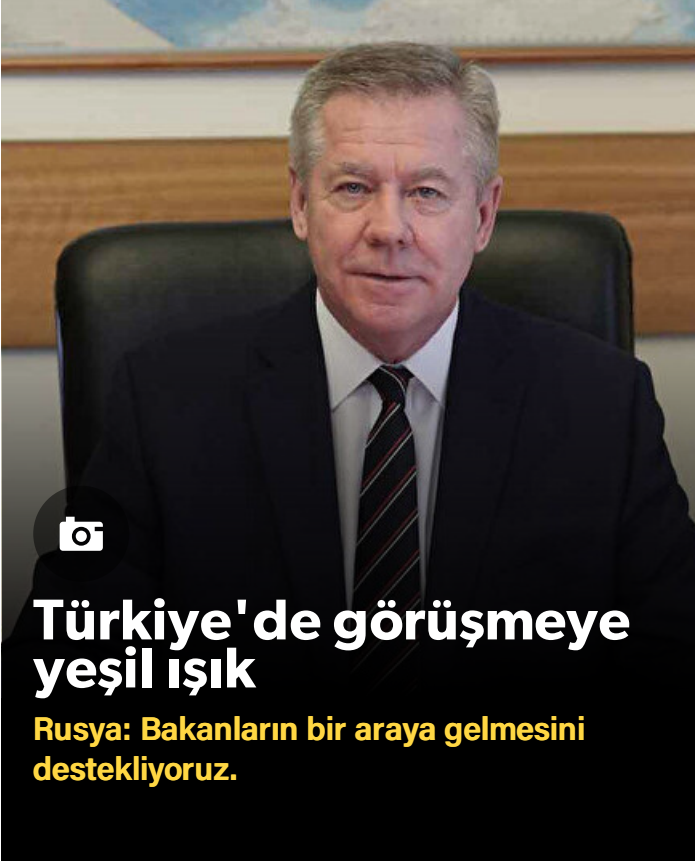 Türkiye'de görüşmeye
yeşil ışık
Rusya: Bakanların bir araya gelmesini
destekliyoruz.